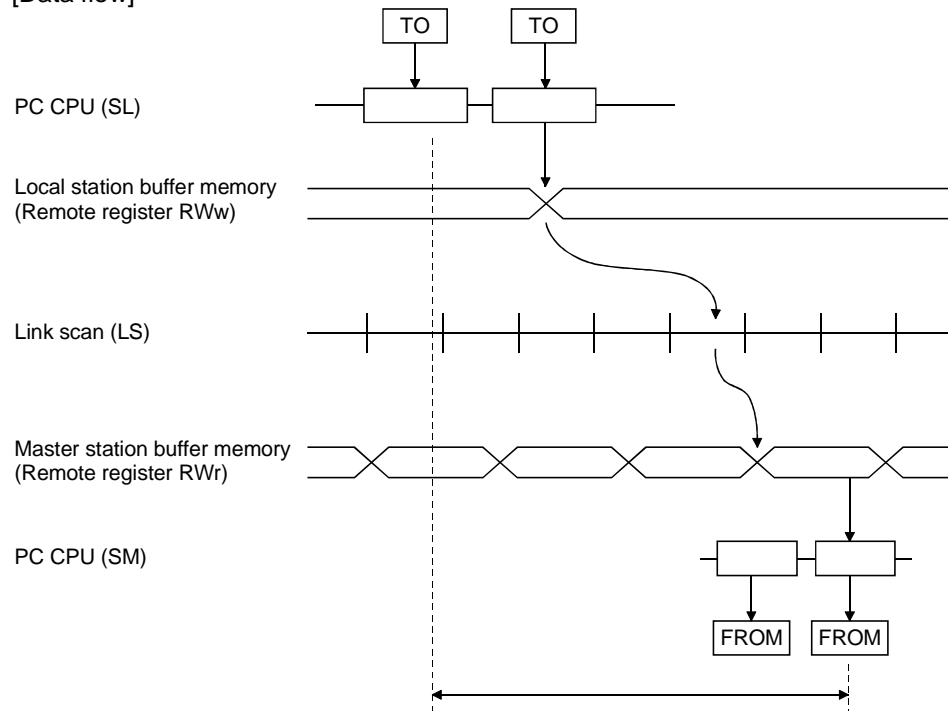 [Data flow]
TO TO
PC CPU (SL)
Local station buffer memory
(Remote register RWw)
Link scan (LS)
Master station buffer memory
(Remote register RWr)
PC CPU (SM)
FROM FROM